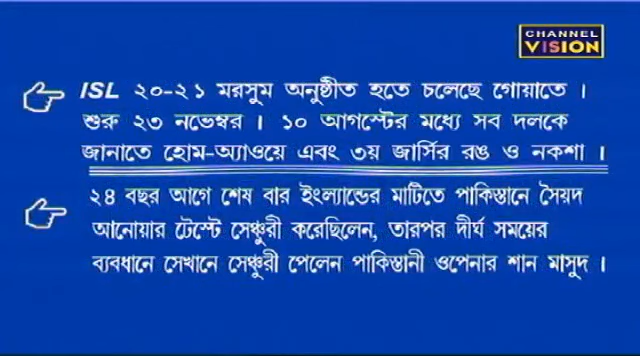 CHANNEL
VISION
ISL ২০-২১ মরসুম অনুষ্ঠীত হতে চলেছে গোয়াতে ।
শুরু ২৩ নভেম্বর । ১০ আগস্টের মধ্যে সব দলকে
জানাতে হোম-অ্যাওয়ে এবং ৩য় জার্সির রঙ ও নকশা ।
২৪ বছর আগে শেষ বার ইংল্যান্ডের মাটিতে পাকিস্তানে সৈয়দ
আনোয়ার টেস্টে সেঞ্চুরী করেছিলেন, তারপর দীর্ঘ সময়ের
ব্যবধানে সেখানে সেঞ্চুরী পেলেন পাকিস্তানী ওপেনার শান মাসুদ ।